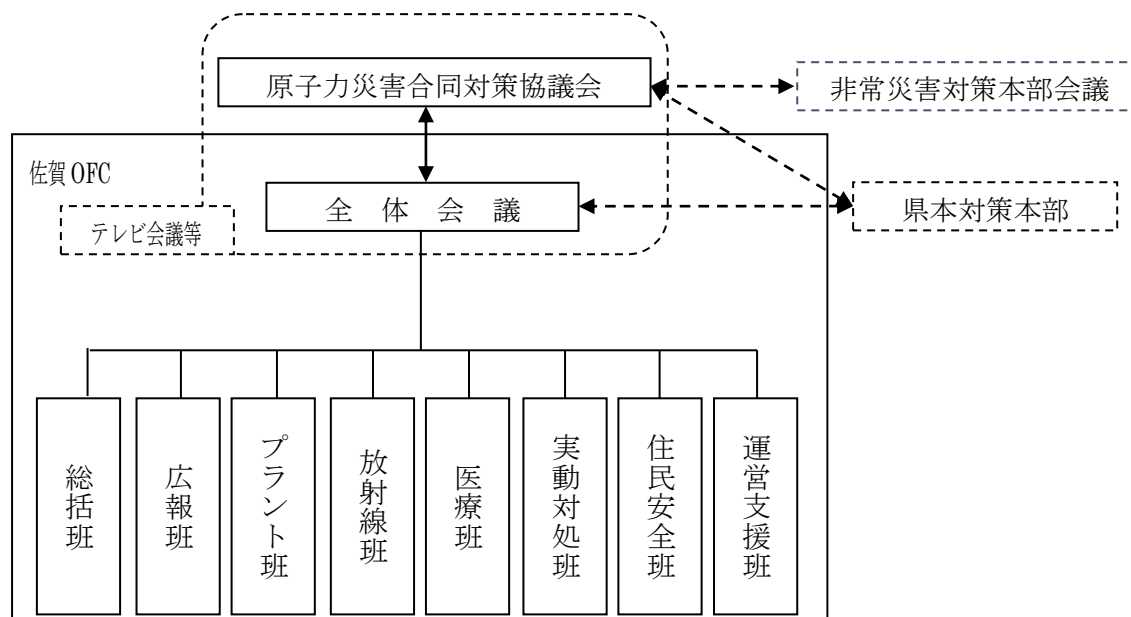 原子力災害合同対策協議会
非常災害対策本部会議
佐賀 OFC
全 体 会 議
県本対策本部
テレビ会議等
総括班
広報班
プラント班
放射線班
医療班
実動対処班
住民安全班
運営支援班